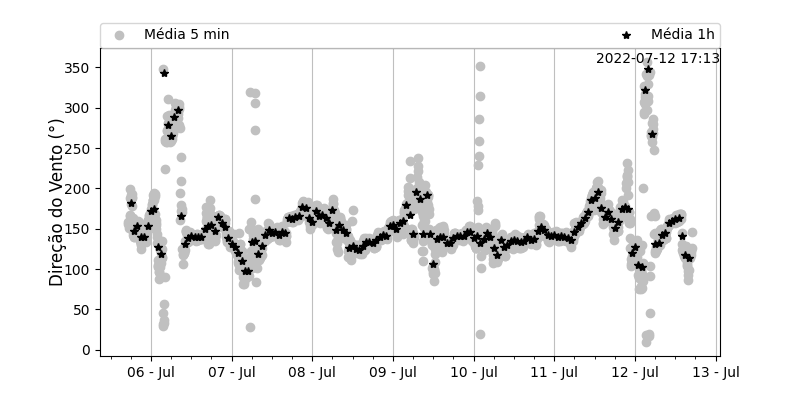 Média 5 min
Média 1h
2022-07-12 17:13
Direção do Vento (°)
350
300
250
200
150
100
50
0
06 - Jul
07 - Jul
08 - Jul
09 - Jul
10 - Jul
11 - Jul
12 - Jul
13 - Jul